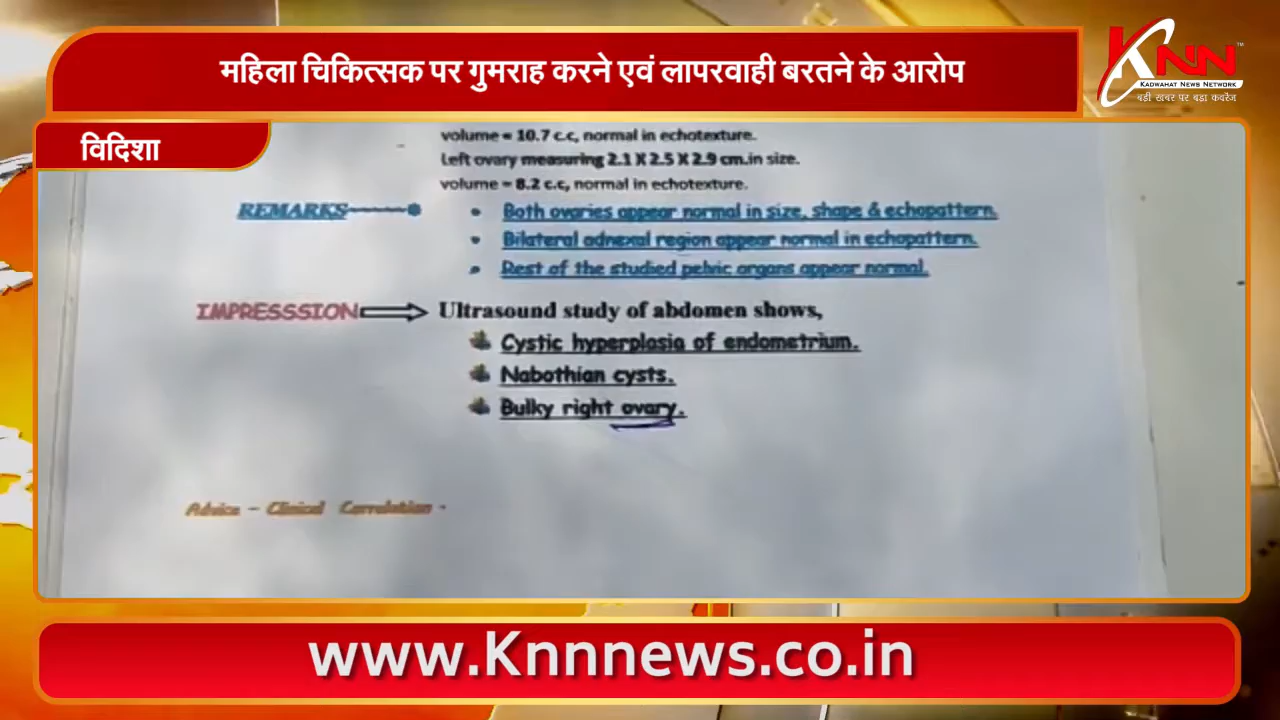 महिला चिकित्सक पर गुमराह करने एवं लापरवाही बरतने के आरोप
KNN
TM
KADWAHAT NEWS NETWORK
बड़ी खबर पर बड़ा कवरेज
विदिशा
volume = 10.7 c.c, normal in echotexture.
Left ovary measuring 2.1 X 2.5 X 2.9 cm.in size.
volume = 8.2 c.c, normal in echotexture.
REMARKS
• Both ovaries appear normal in size, shape & echopattern.
• Bilateral adnexal region appear normal in echopattern.
• Rest of the studied pelvic organs appear normal.
IMPRESSSION Ultrasound study of abdomen shows,
Cystic hyperplasia of endometrium.
Nabothian cysts.
Bulky right ovary.
Advice - Clinical Correlation -
www.Knnnews.co.in